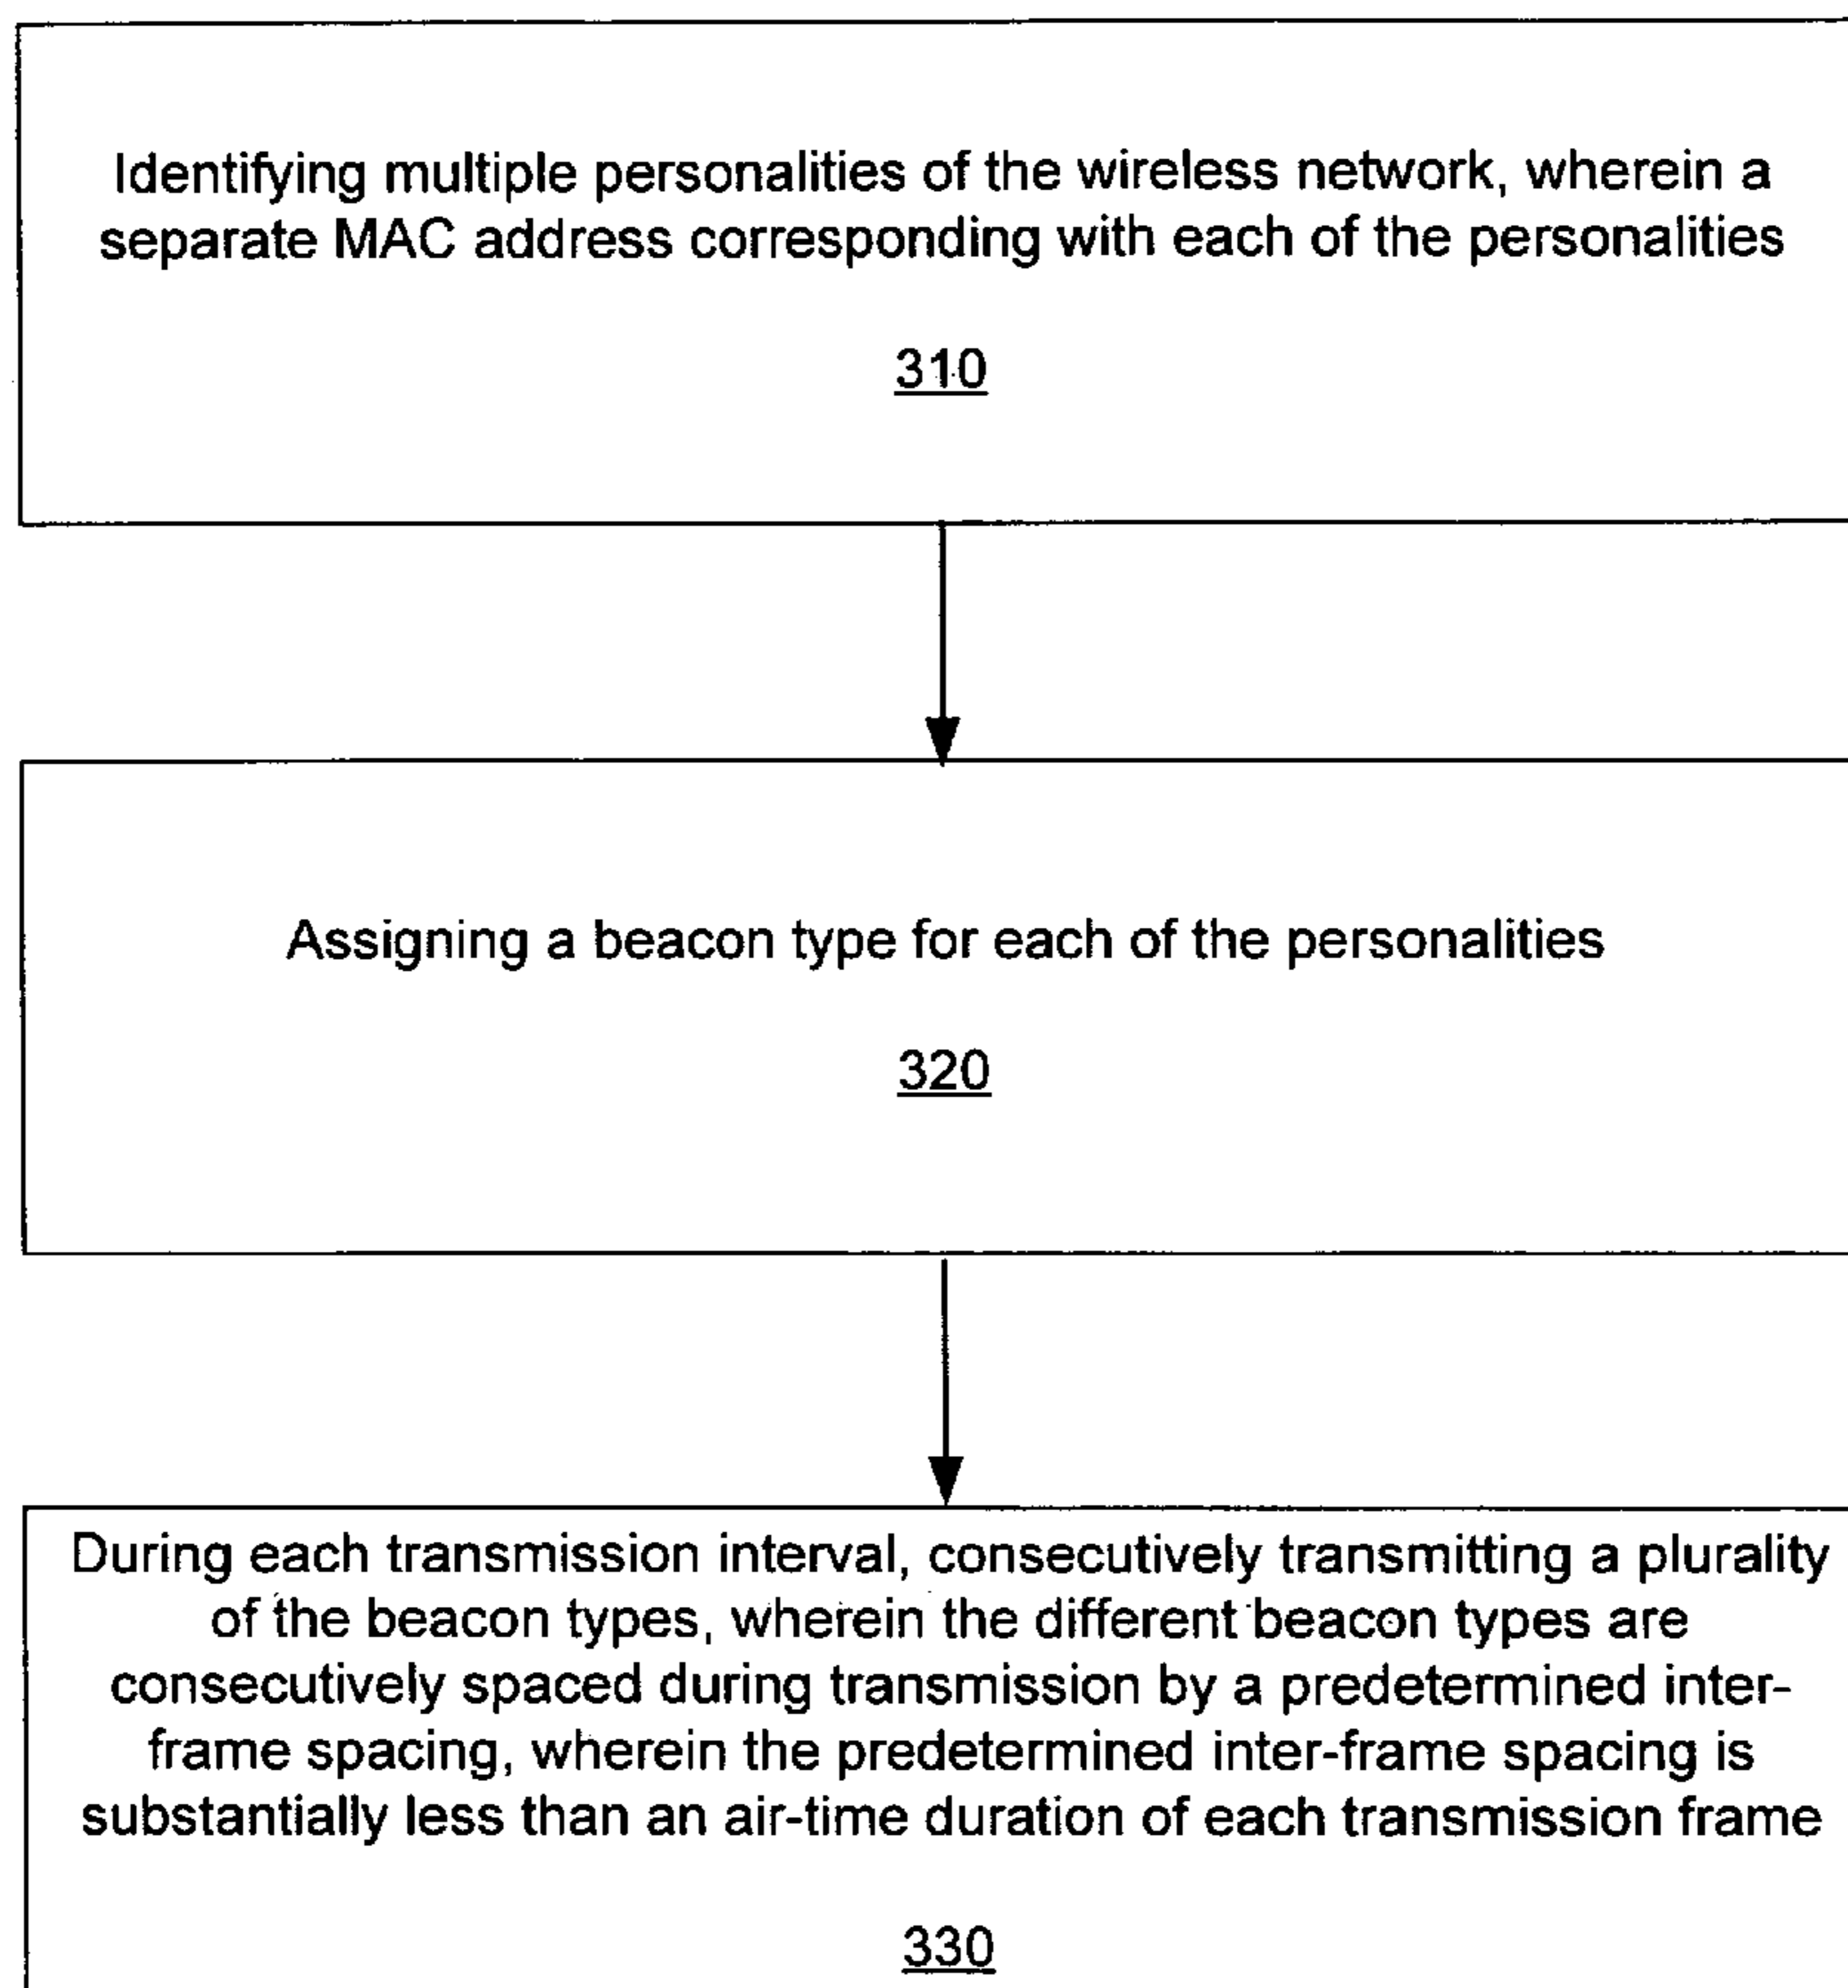 Identifying multiple personalities of the wireless network, wherein a
separate MAC address corresponding with each of the personalities
310
Assigning a beacon type for each of the personalities
320
During each transmission interval, consecutively transmitting a plurality
of the beacon types, wherein the different beacon types are
consecutively spaced during transmission by a predetermined inter-
frame spacing, wherein the predetermined inter-frame spacing is
substantially less than an air-time duration of each transmission frame
330